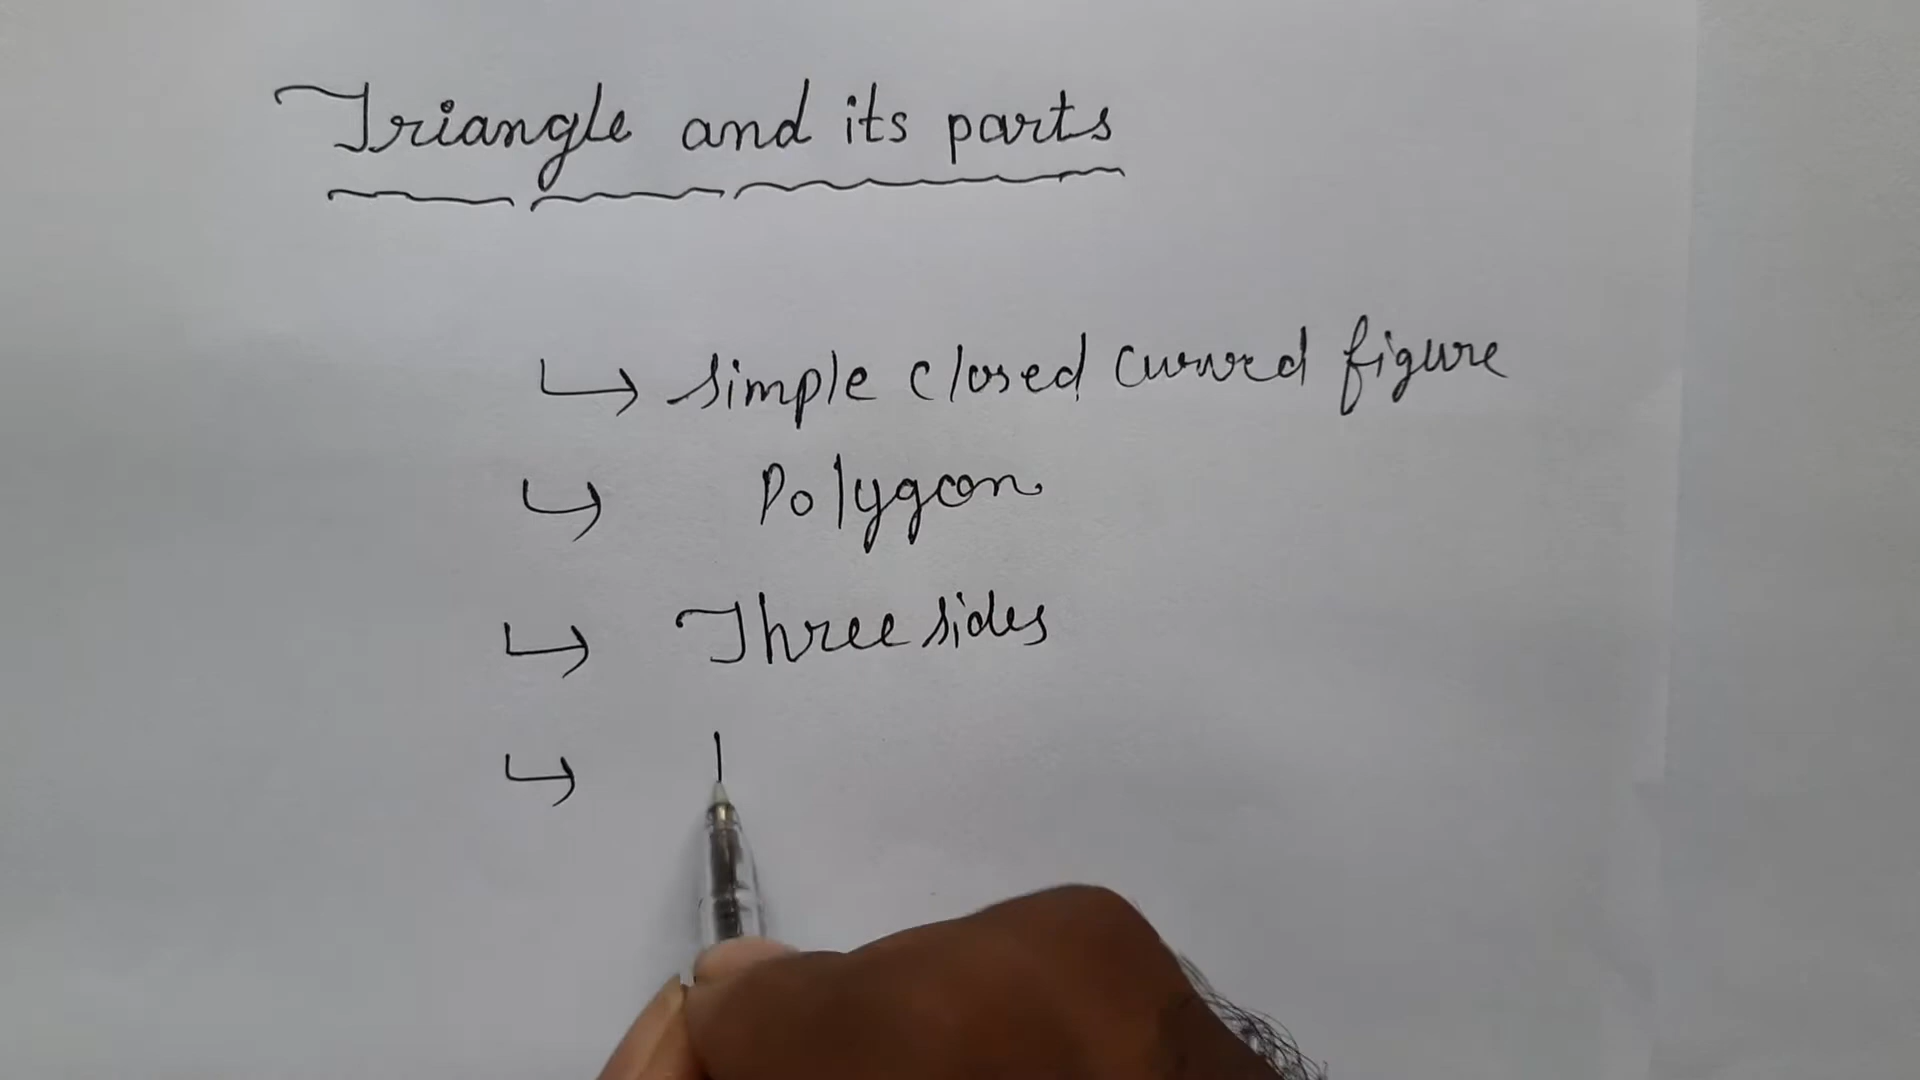 Triangle and its parts
↳ Simple closed curved figure
↳ Polygon
↳ Three sides
↳